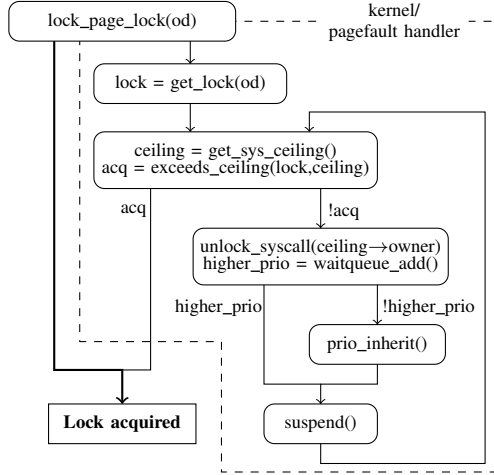 lock_page_lock(od)
kernel/
pagefault handler
lock = get_lock(od)
ceiling = get_sys_ceiling()
acq = exceeds_ceiling(lock,ceiling)
acq
!acq
unlock_syscall(ceiling→owner)
higher_prio = waitqueue_add()
higher_prio
!higher_prio
prio_inherit()
Lock acquired
suspend()